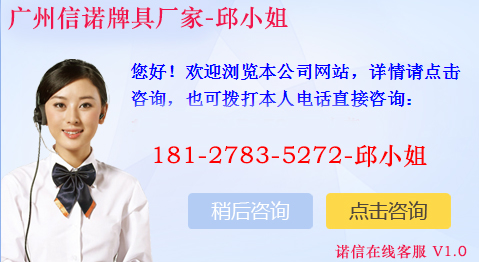 广州信诺牌具厂家-邱小姐
您好！欢迎浏览本公司网站，详情请点击
咨询，也可拨打本人电话直接咨询：
181-2783-5272-邱小姐
稍后咨询
点击咨询
诺信在线客服 V1.0